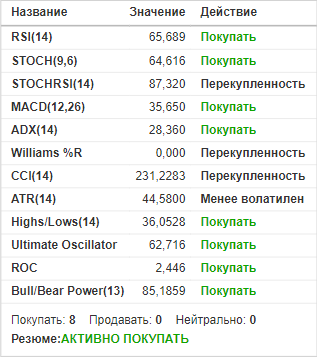 Название Значение Действие
RSI(14) 65,689 Покупать
STOCH(9,6) 64,616 Покупать
STOCHRSI(14) 87,320 Перекупленность
MACD(12,26) 35,650 Покупать
ADX(14) 28,360 Покупать
Williams %R 0,000 Перекупленность
CCI(14) 231,2283 Перекупленность
ATR(14) 44,5800 Менее волатилен
Highs/Lows(14) 36,0528 Покупать
Ultimate Oscillator 62,716 Покупать
ROC 2,446 Покупать
Bull/Bear Power(13) 85,1859 Покупать
Покупать: 8 Продавать: 0 Нейтрально: 0
Резюме:АКТИВНО ПОКУПАТЬ